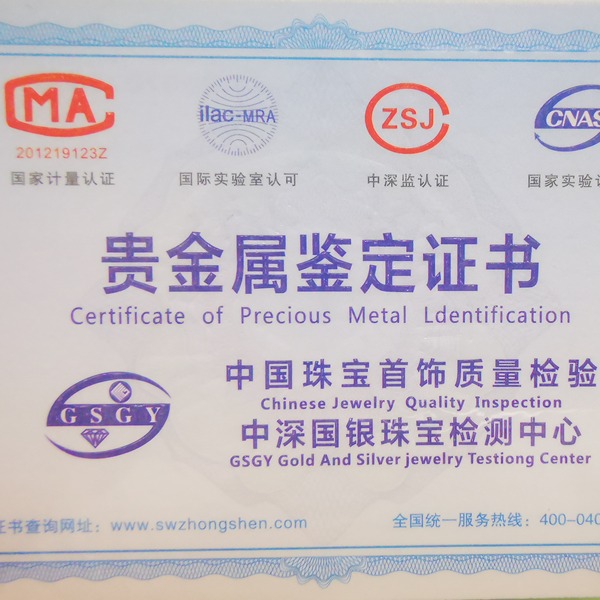 MA
ilac-MRA
ZSJ
CNAS
201219123Z
国家计量认证
国际实验室认可
中深监认证
国家实验
贵金属鉴定证书
Certificate of Precious Metal Ldentification
中国珠宝首饰质量检验
Chinese Jewelry Quality Inspection
GSGY
中深国银珠宝检测中心
GSGY Gold And Silver jewelry Testiong Center
证书查询网址：www.swzhongshen.com
全国统一服务热线：400-040